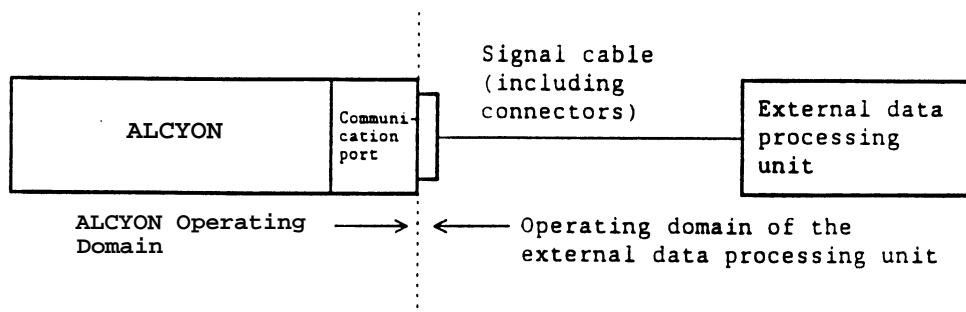 Signal cable
(including
connectors)
ALCYON
Communi-
cation
port
External data
processing
unit
ALCYON Operating
Domain
Operating domain of the
external data processing unit